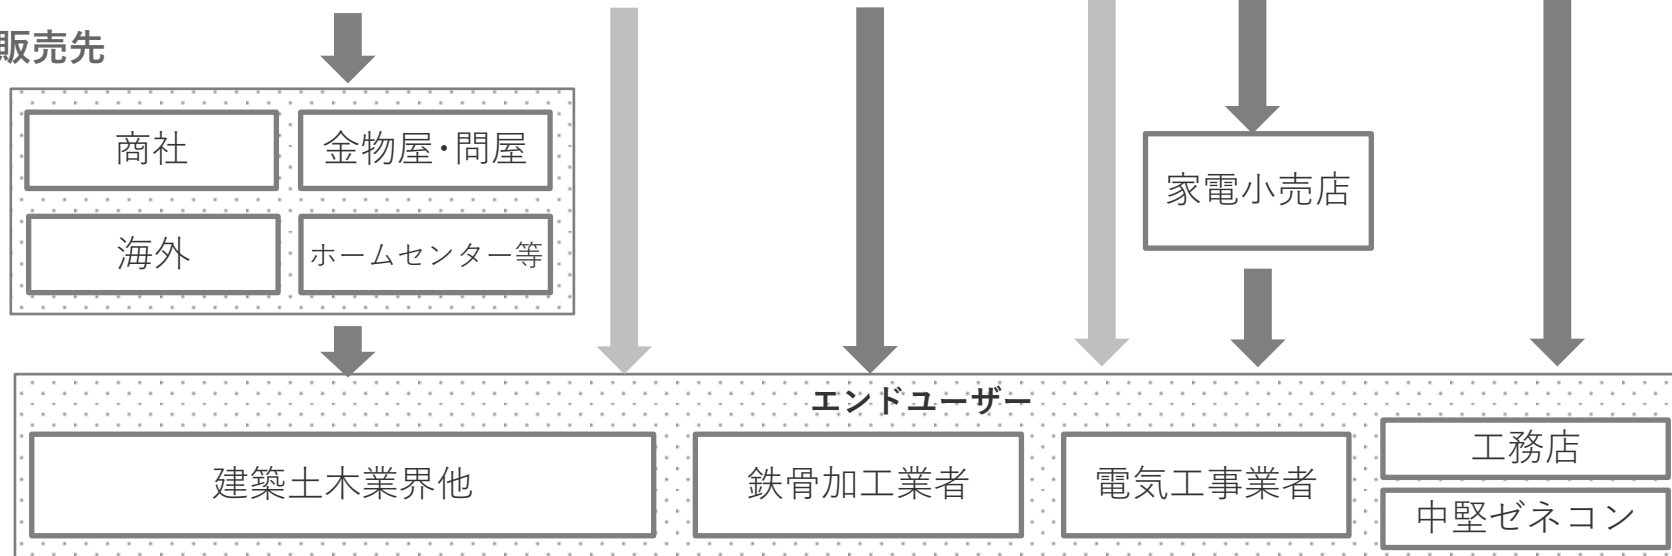 販売先
商社
金物屋・問屋
海外
ホームセンター等
家電小売店
エンドユーザー
建築土木業界他
鉄骨加工業者
電気工事業者
工務店
中堅ゼネコン